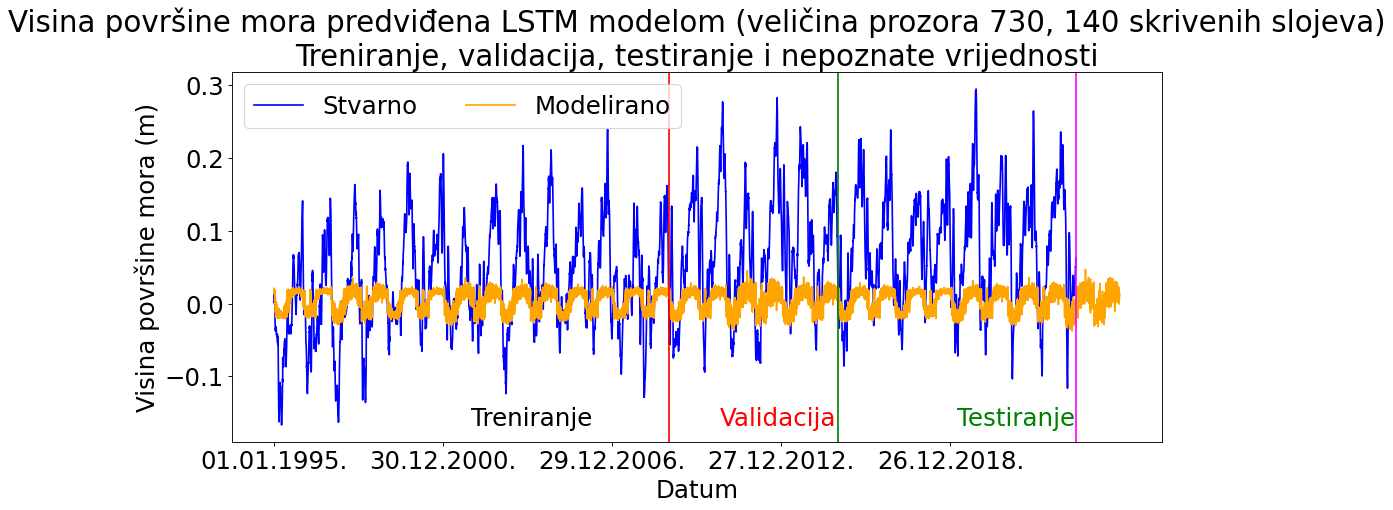 Visina površine mora predviđena LSTM modelom (veličina prozora 730, 140 skrivenih slojeva)
Treniranje, validacija, testiranje i nepoznate vrijednosti
Stvarno Modelirano
Visina površine mora (m)
0.3
0.2
0.1
0.0
−0.1
Treniranje Validacija Testiranje
01.01.1995. 30.12.2000. 29.12.2006. 27.12.2012. 26.12.2018.
Datum